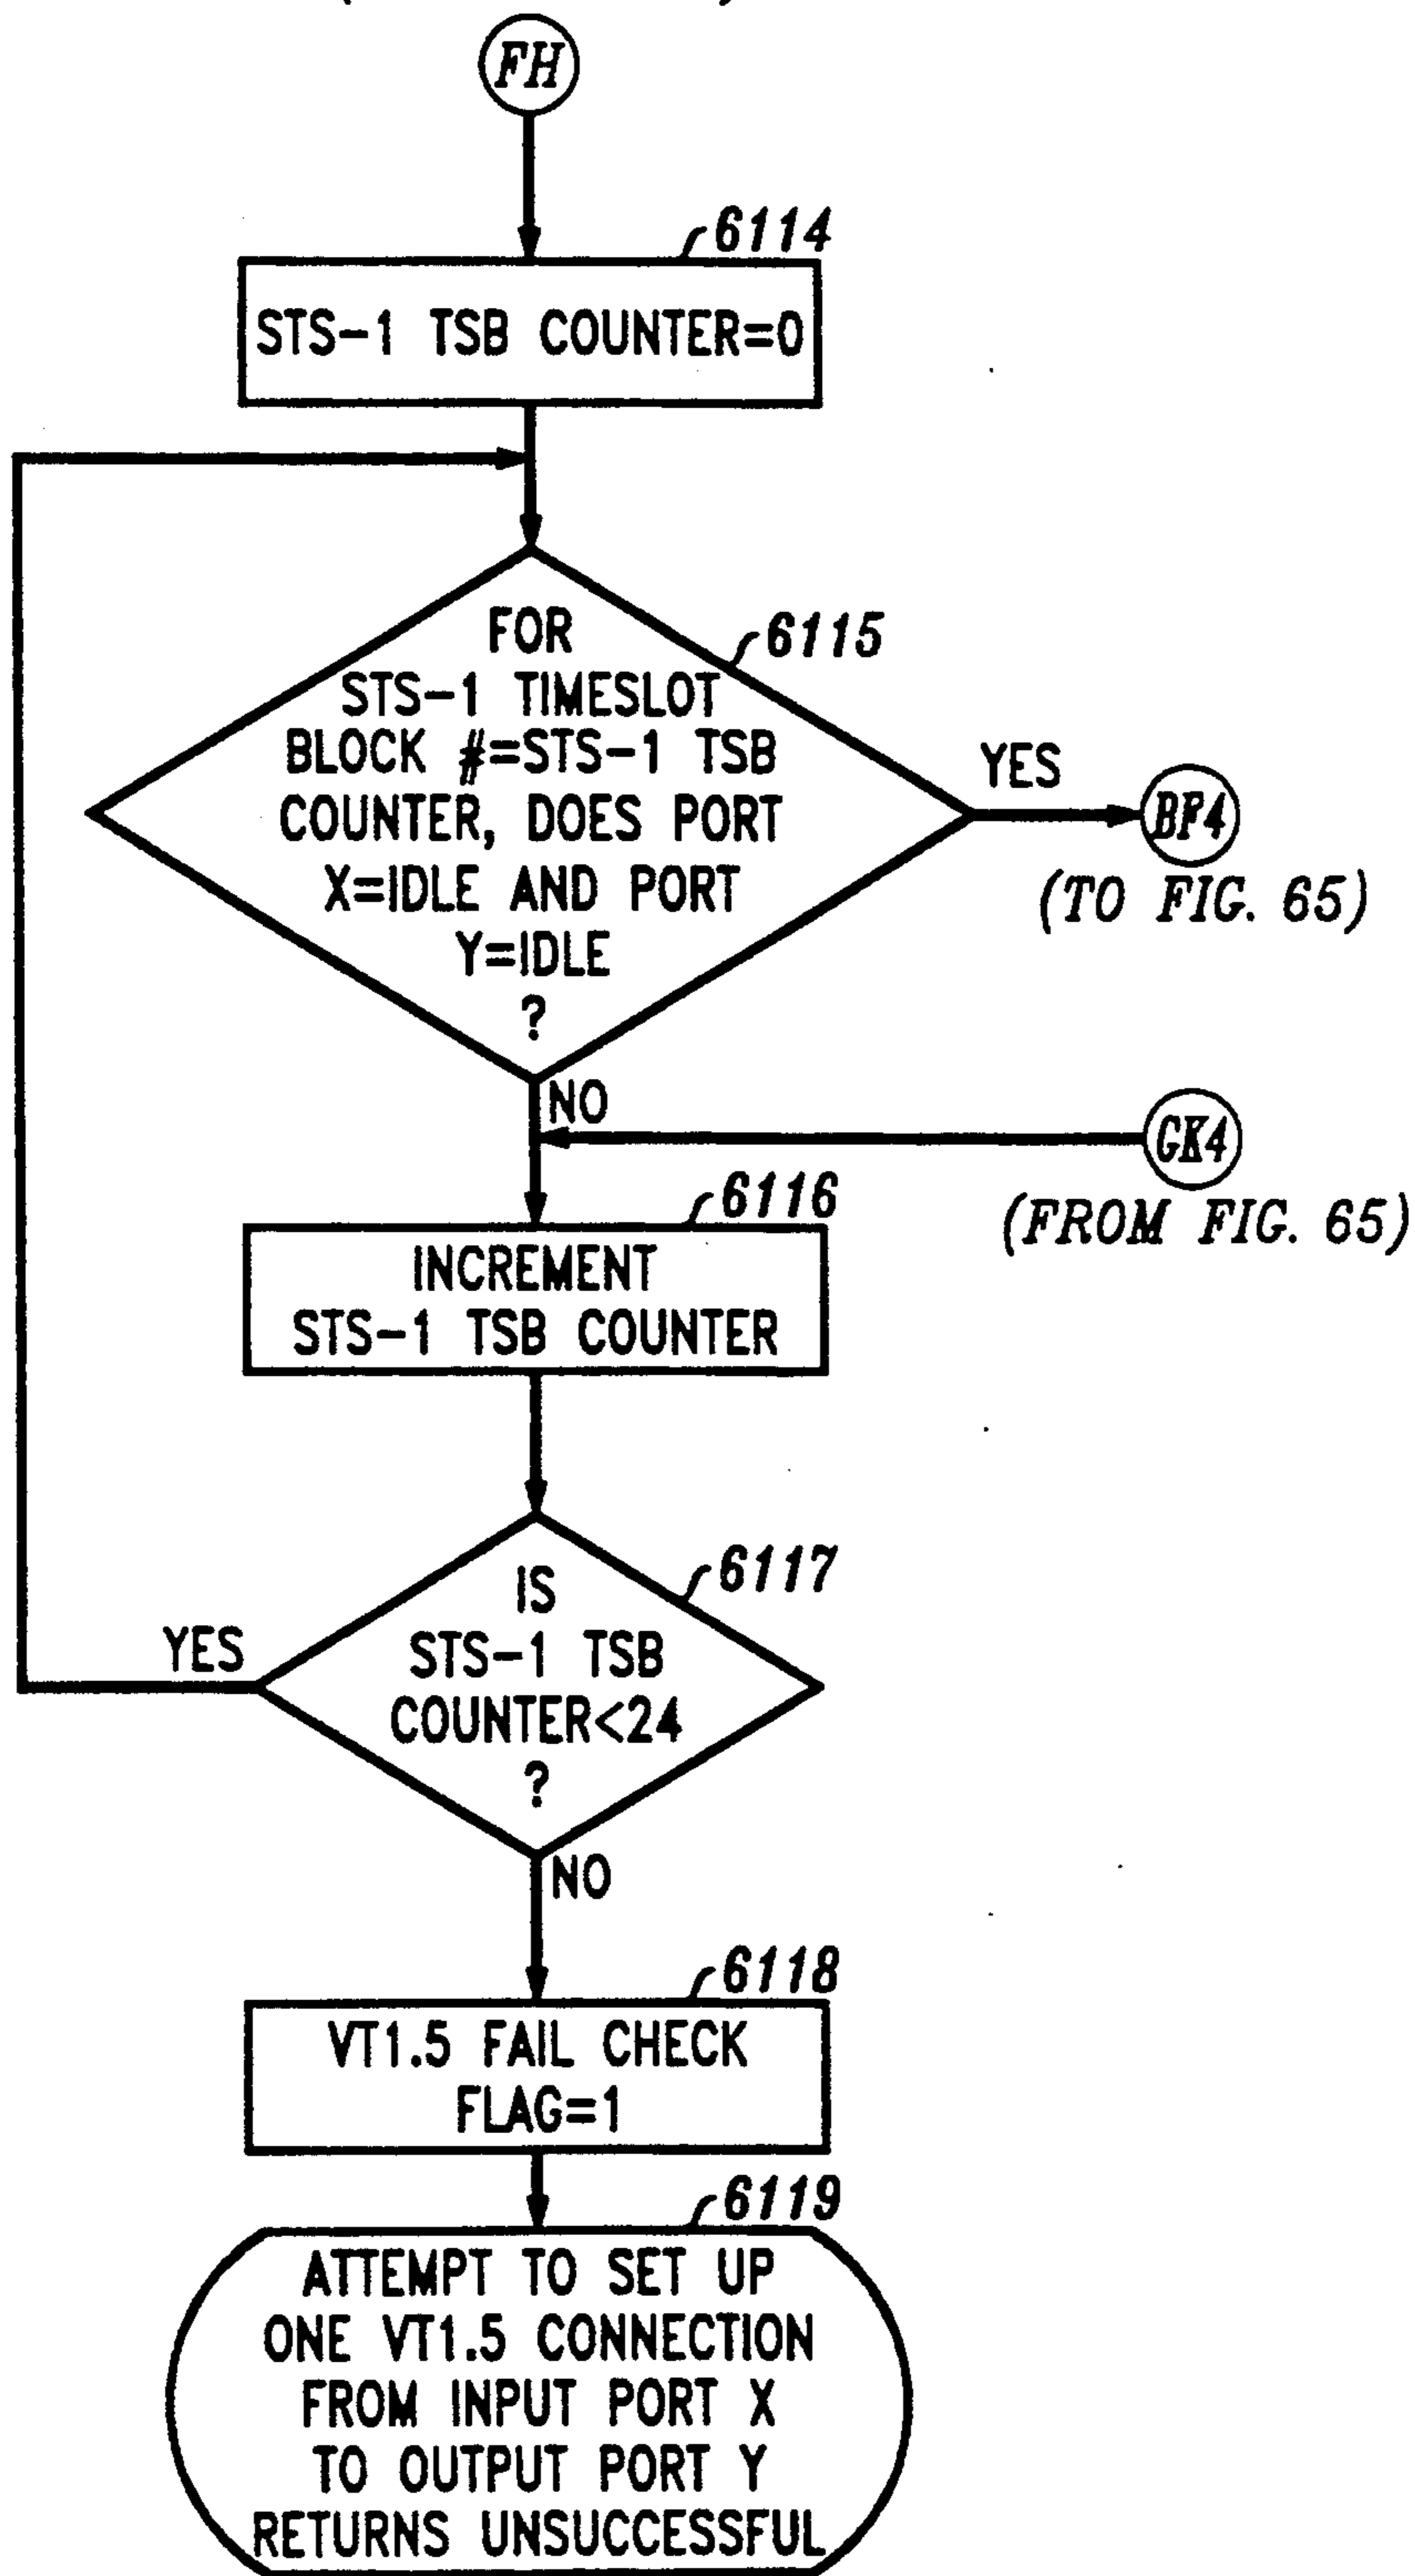 FH
6114
STS-1 TSB COUNTER=0
FOR
6115
STS-1 TIMESLOT
BLOCK #=STS-1 TSB
COUNTER, DOES PORT
X=IDLE AND PORT
Y=IDLE
?
YES
BF4
(TO FIG. 65)
NO
GK4
(FROM FIG. 65)
6116
INCREMENT
STS-1 TSB COUNTER
6117
IS
STS-1 TSB
COUNTER<24
?
YES
NO
6118
VT1.5 FAIL CHECK
FLAG=1
6119
ATTEMPT TO SET UP
ONE VT1.5 CONNECTION
FROM INPUT PORT X
TO OUTPUT PORT Y
RETURNS UNSUCCESSFUL